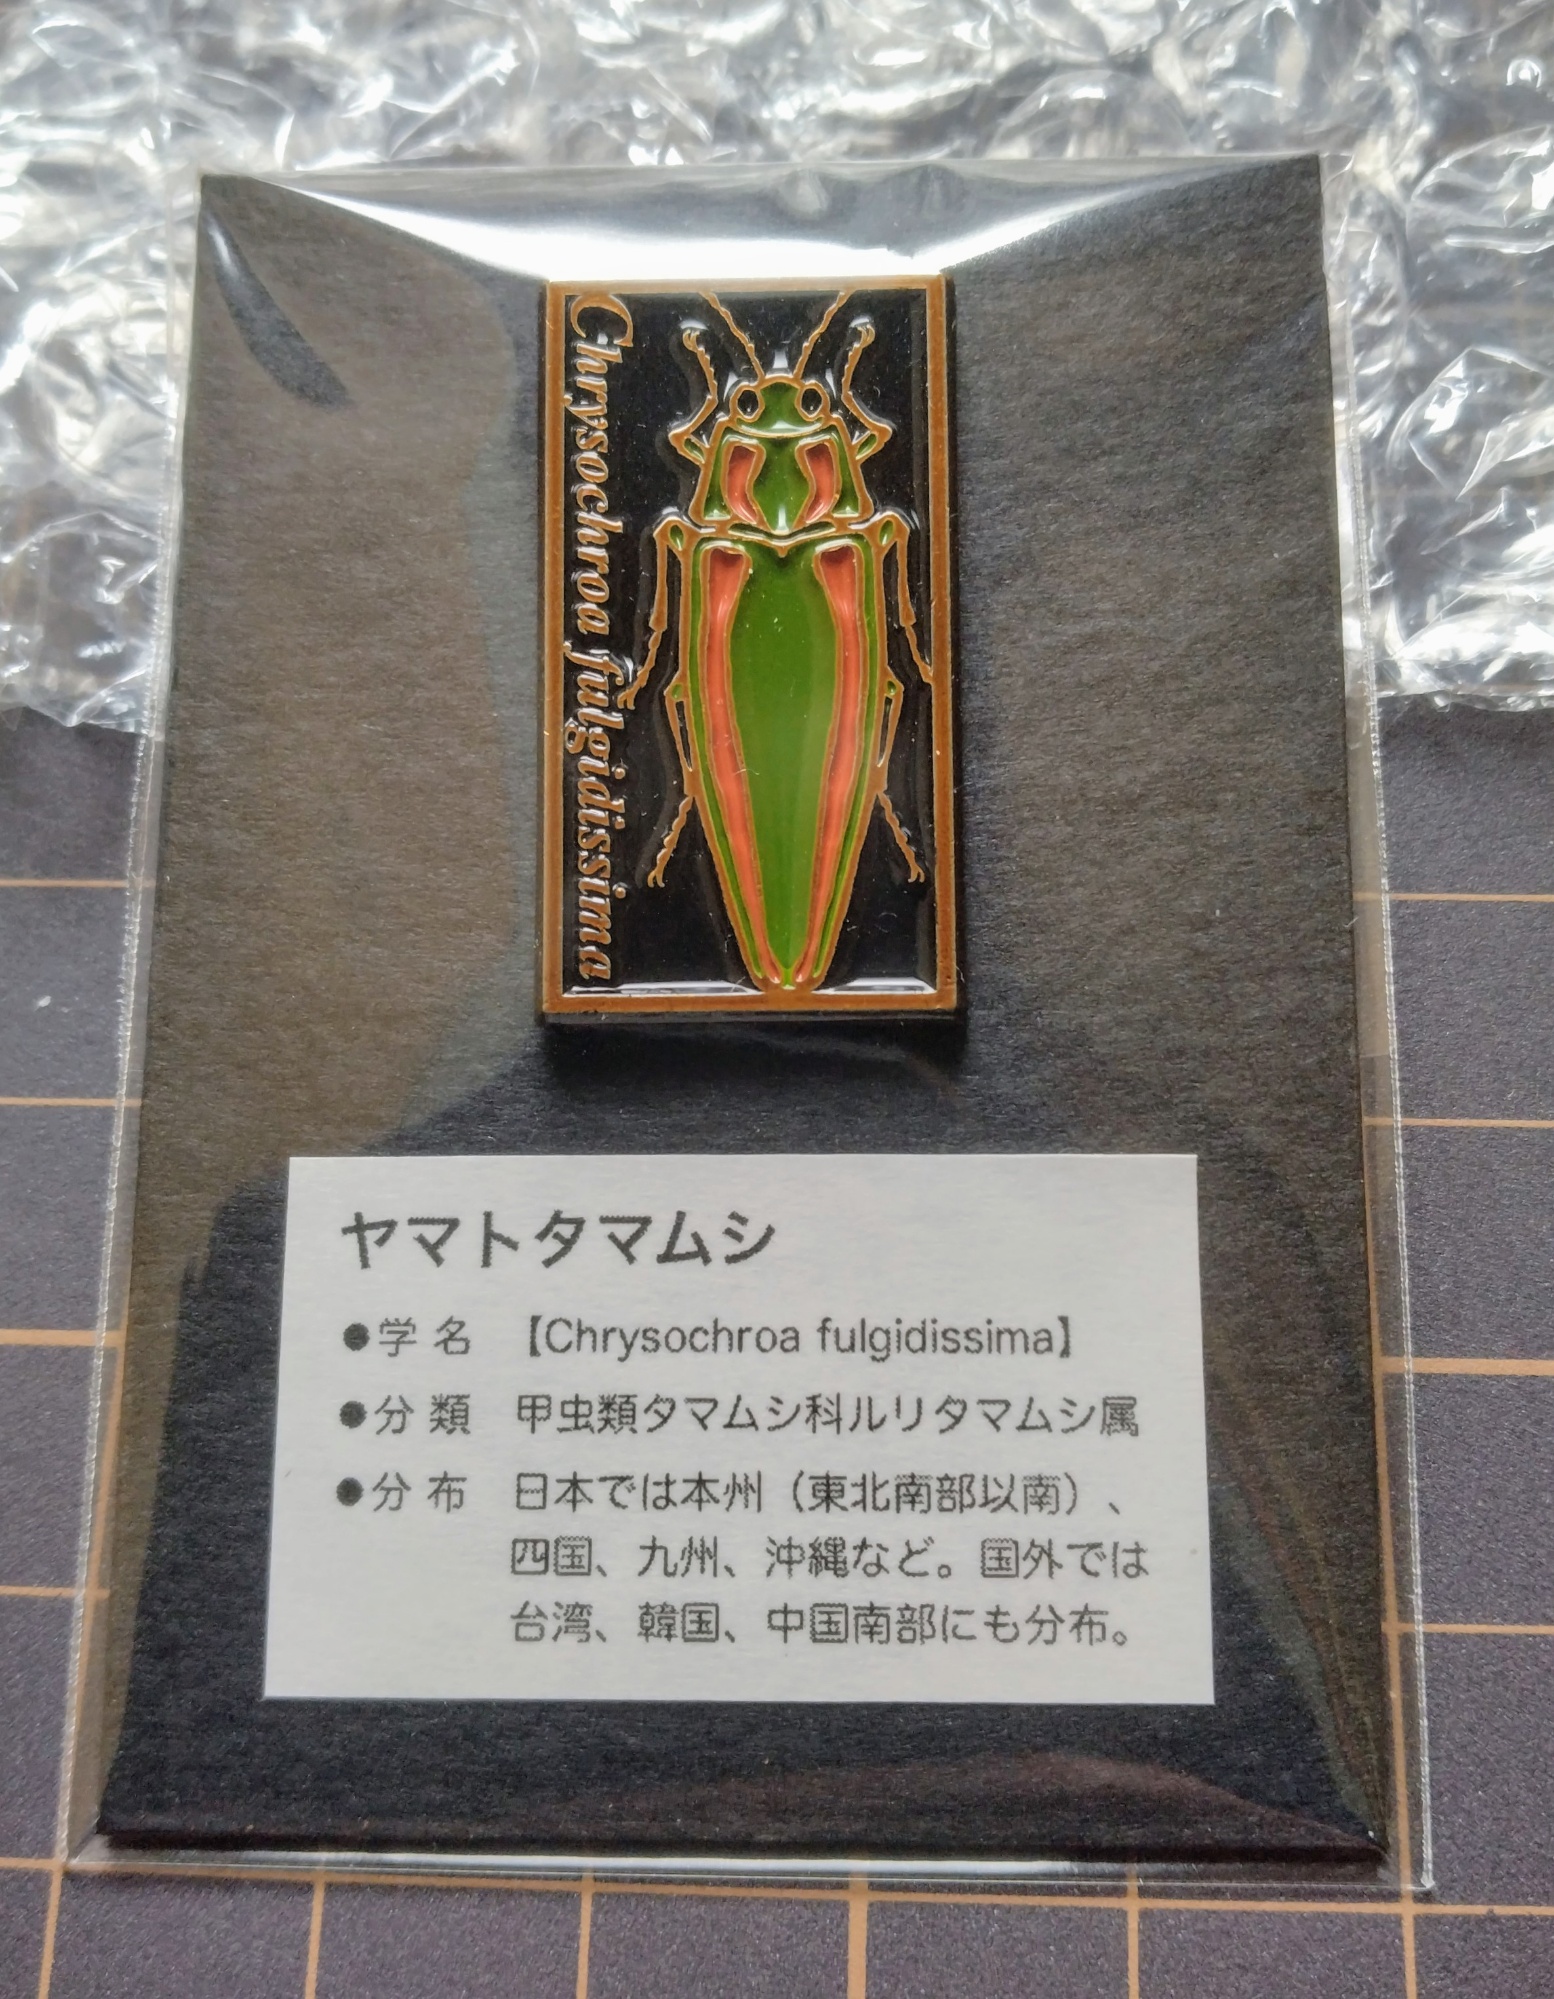 Chrysochroa fulgidissima
ヤマトタマムシ
●学名 【Chrysochroa fulgidissima】
●分類 甲虫類タマムシ科ルリタマムシ属
●分布 日本では本州（東北南部以南）、
四国、九州、沖縄など。国外では
台湾、韓国、中国南部にも分布。